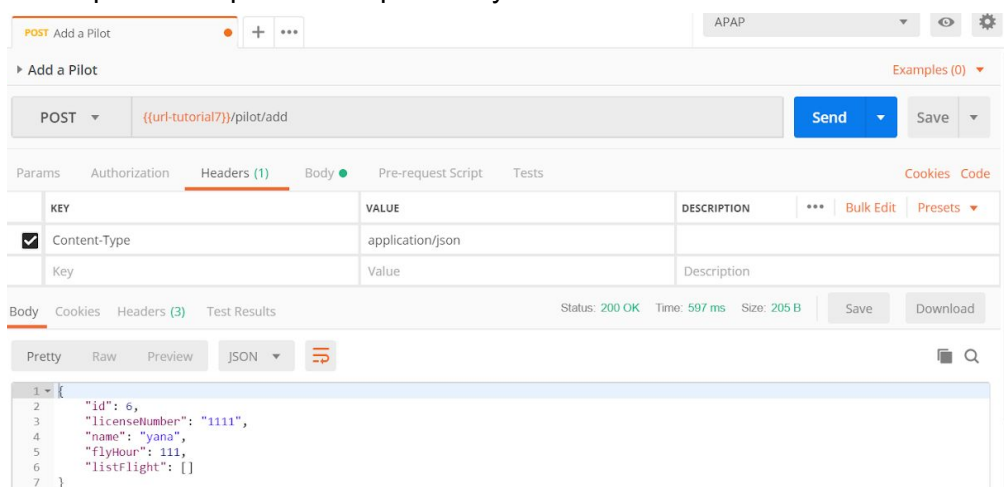 POST Add a Pilot + ••• APAP
Add a Pilot Examples (0)
POST {{url-tutorial7}}/pilot/add Send Save
Params Authorization Headers (1) Body Pre-request Script Tests Cookies Code
KEY VALUE DESCRIPTION ••• Bulk Edit Presets
Content-Type application/json
Key Value Description
Body Cookies Headers (3) Test Results Status: 200 OK Time: 597 ms Size: 205 B Save Download
Pretty Raw Preview JSON
1 {
2 "id": 6,
3 "licenseNumber": "1111",
4 "name": "yana",
5 "flyHour": 111,
6 "listFlight": []
7 }